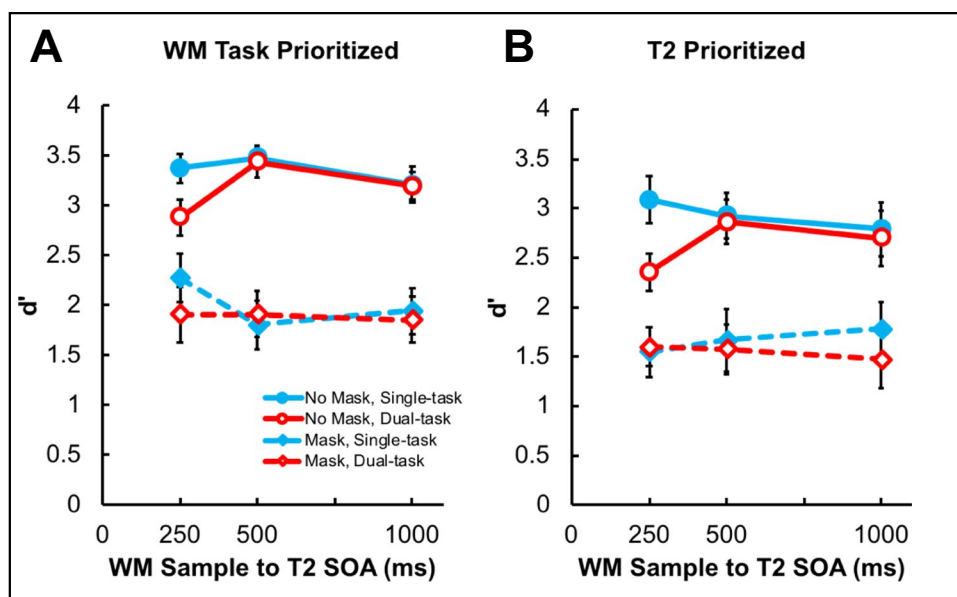 A
WM Task Prioritized
4
3.5
3
2.5
2
1.5
1
0.5
0
d'
No Mask, Single-task
No Mask, Dual-task
Mask, Single-task
Mask, Dual-task
0 250 500 1000
WM Sample to T2 SOA (ms)
B
T2 Prioritized
4
3.5
3
2.5
2
1.5
1
0.5
0
d'
0 250 500 1000
WM Sample to T2 SOA (ms)